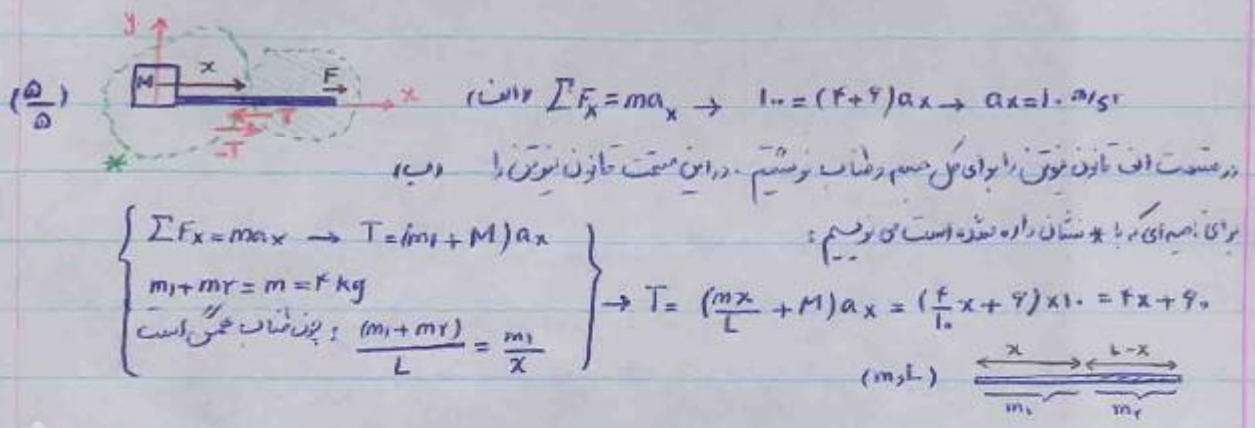 y
M x F x
T
-T
*
(۵/۵)
الف) ΣFx = max → ۱۰۰ = (۴+۶) ax → ax = ۱۰ m/s۲
در قسمت الف قانون نیوتن را برای کل جسم و طناب نوشتیم. در این قسمت قانون نیوتن را ب)
برای ناحیه‌ای که با * نشان داده شده است می نویسیم:
ΣFx = max → T = (m۱ + M) ax
m۱ + m۲ = m = ۴ kg
چون طناب همگن است: (m۱ + m۲)/L = m۱/x
→ T = (mx/L + M) ax = (۴/۱۰ x + ۶) × ۱۰ = ۴x + ۶۰
x L-x
(m,L)
m۱ m۲